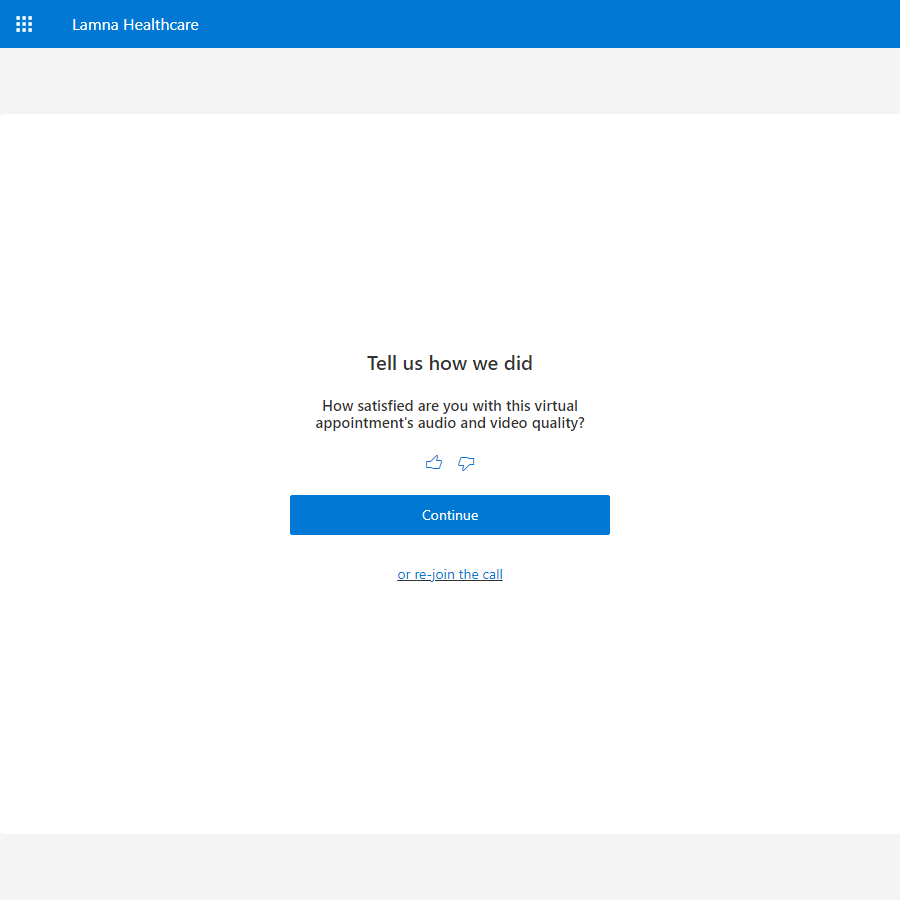 Lamna Healthcare
Tell us how we did
How satisfied are you with this virtual
appointment's audio and video quality?
Continue
or re-join the call